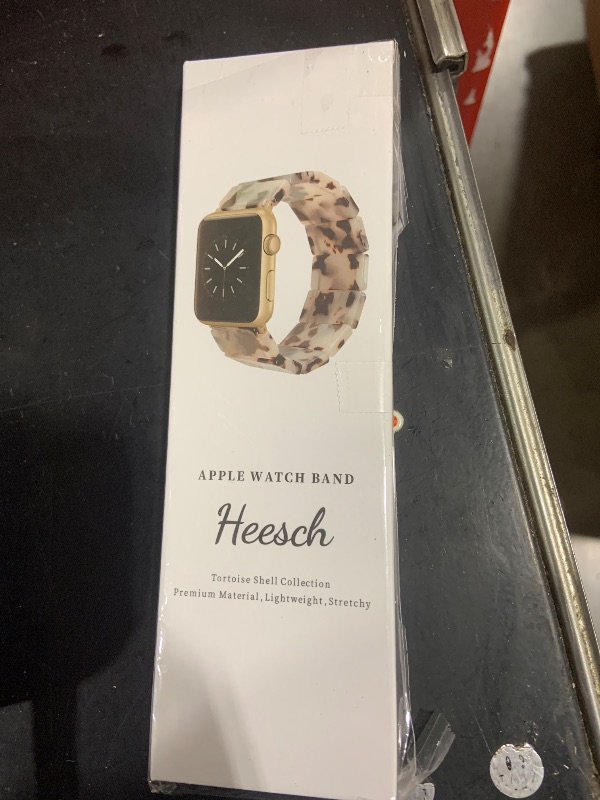 APPLE WATCH BAND
Heesch
Tortoise Shell Collection
Premium Material, Lightweight, Stretchy